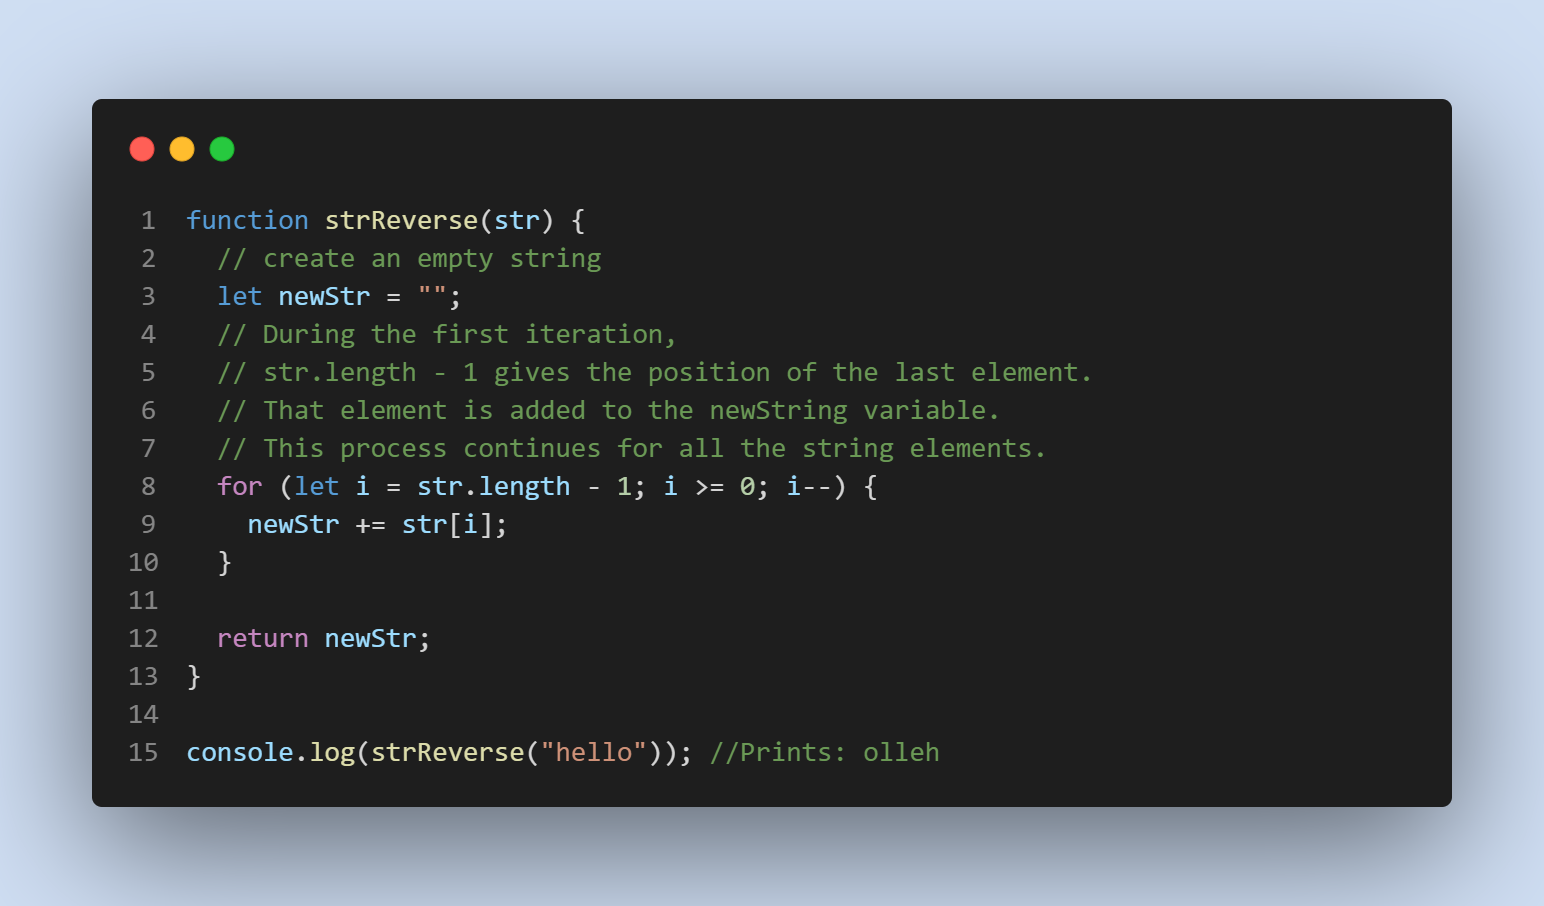 1 function strReverse(str) {
2   // create an empty string
3   let newStr = "";
4   // During the first iteration,
5   // str.length - 1 gives the position of the last element.
6   // That element is added to the newString variable.
7   // This process continues for all the string elements.
8   for (let i = str.length - 1; i >= 0; i--) {
9     newStr += str[i];
10   }
11
12   return newStr;
13 }
14
15 console.log(strReverse("hello")); //Prints: olleh